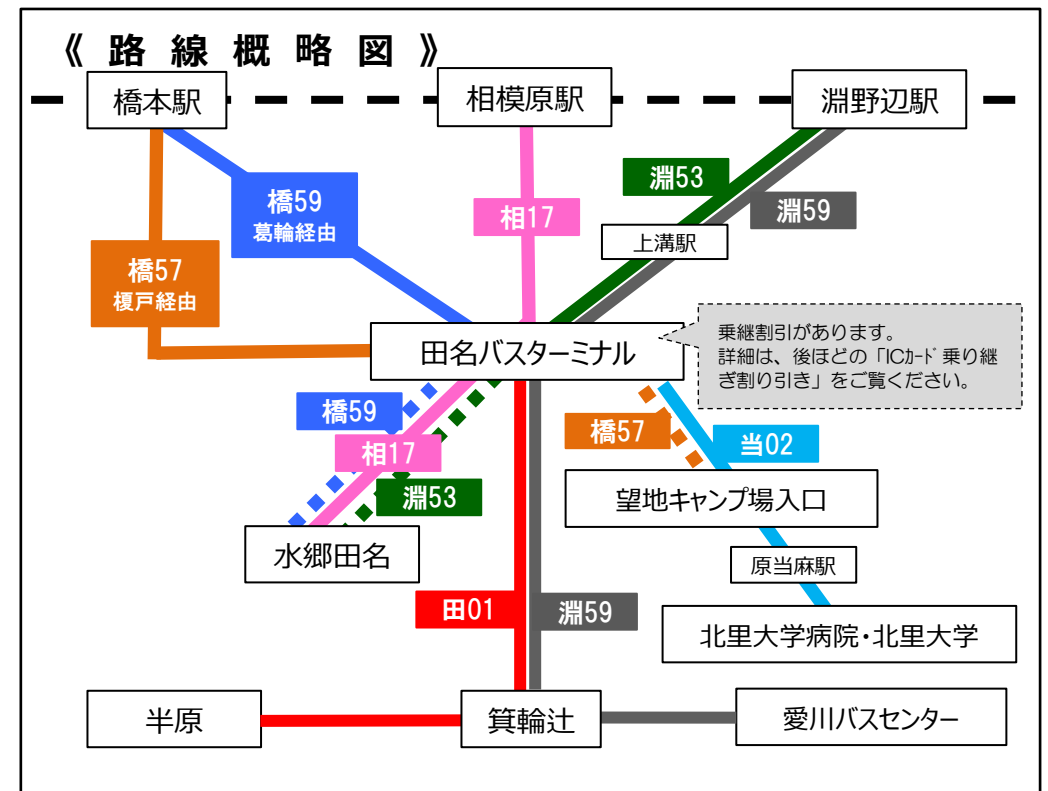 《 路 線 概 略 図 》
橋本駅
相模原駅
淵野辺駅
淵53
橋59
葛輪経由
相17
淵59
上溝駅
橋57
榎戸経由
田名バスターミナル
乗継割引があります。
詳細は、後ほどの「ICｶｰﾄﾞ乗り継
ぎ割り引き」をご覧ください。
橋59
橋57
当02
相17
淵53
望地キャンプ場入口
水郷田名
原当麻駅
田01
淵59
北里大学病院・北里大学
半原
箕輪辻
愛川バスセンター